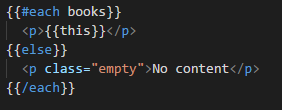 {{#each books}}
  <p>{{this}}</p>
{{else}}
  <p class="empty">No content</p>
{{/each}}